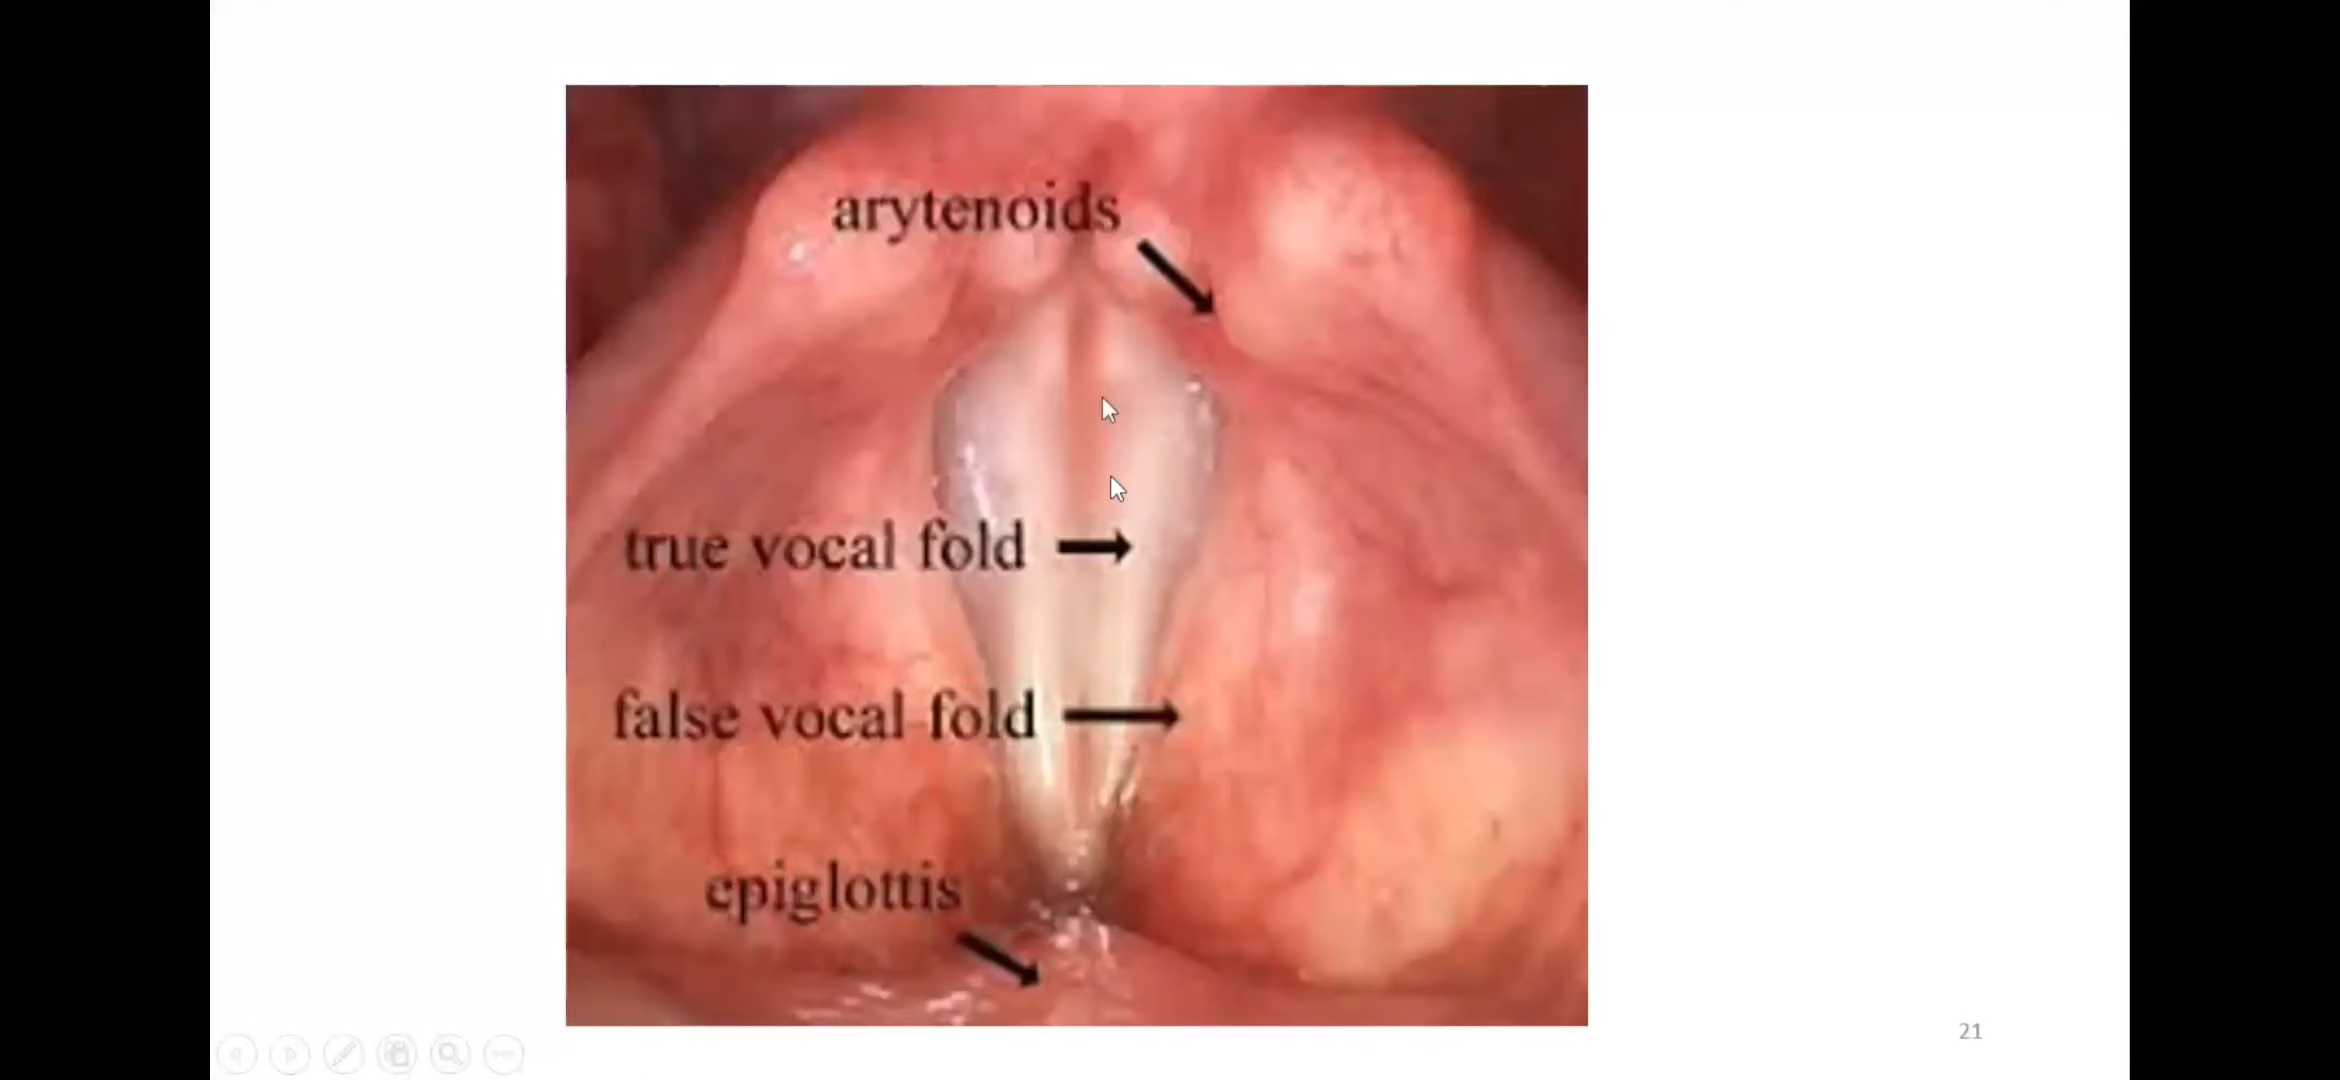 arytenoids
true vocal fold
false vocal fold
epiglottis
21